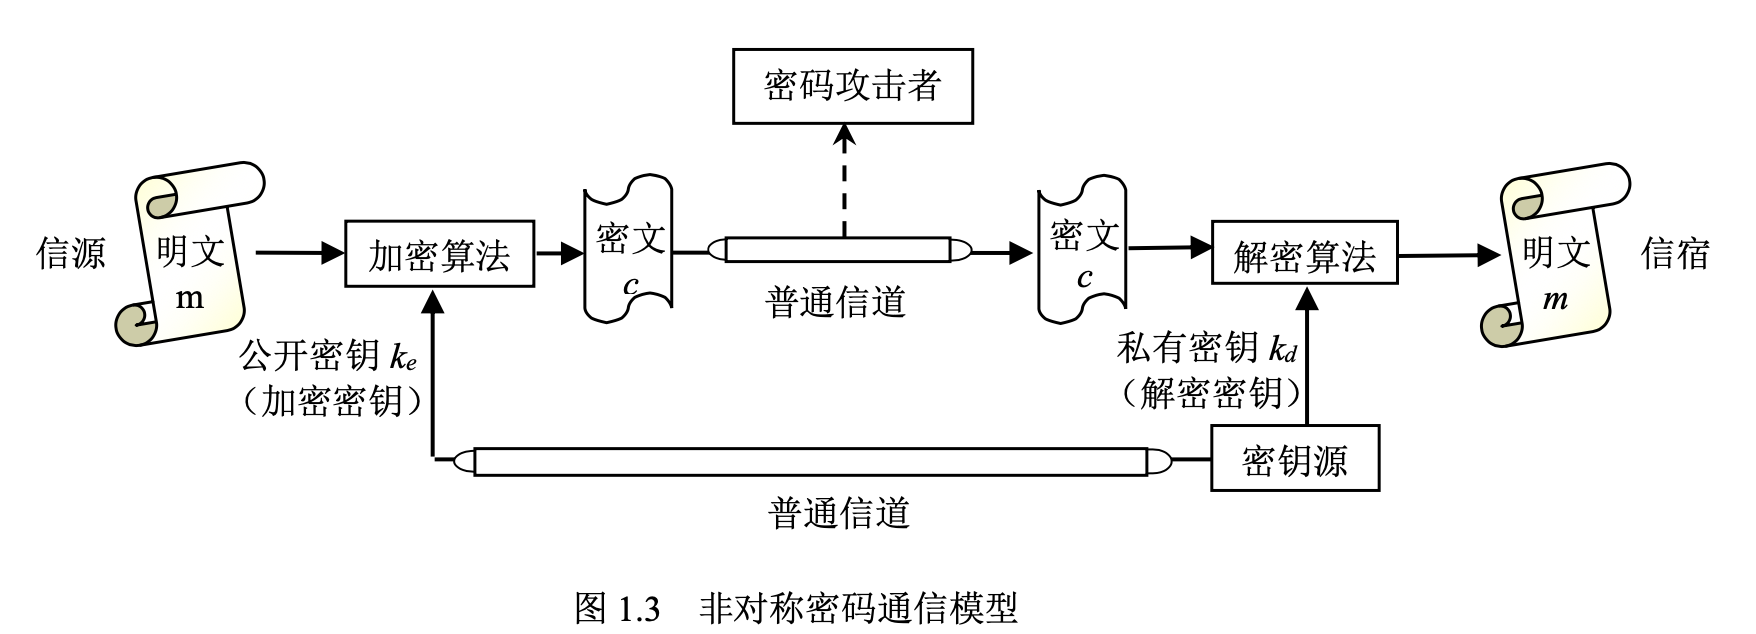 密码攻击者
信源
明文
m
加密算法
密文
c
普通信道
密文
c
解密算法
明文
m
信宿
公开密钥 ke
（加密密钥）
私有密钥 kd
（解密密钥）
密钥源
普通信道
图 1.3 非对称密码通信模型